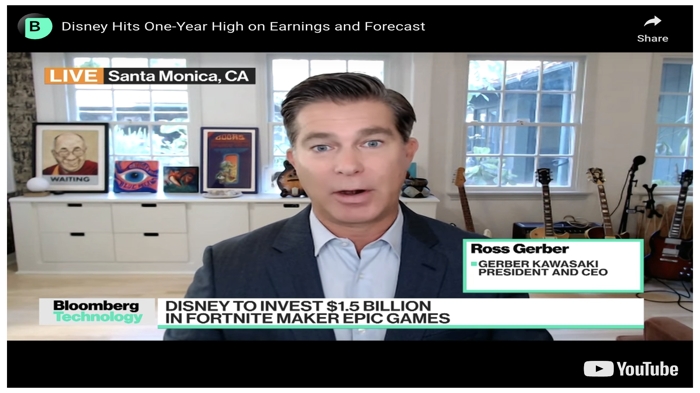 B
Disney Hits One-Year High on Earnings and Forecast
Share
LIVE Santa Monica, CA
WAITING
DOORS
Ross Gerber
GERBER KAWASAKI
PRESIDENT AND CEO
Bloomberg
Technology
DISNEY TO INVEST $1.5 BILLION
IN FORTNITE MAKER EPIC GAMES
YouTube